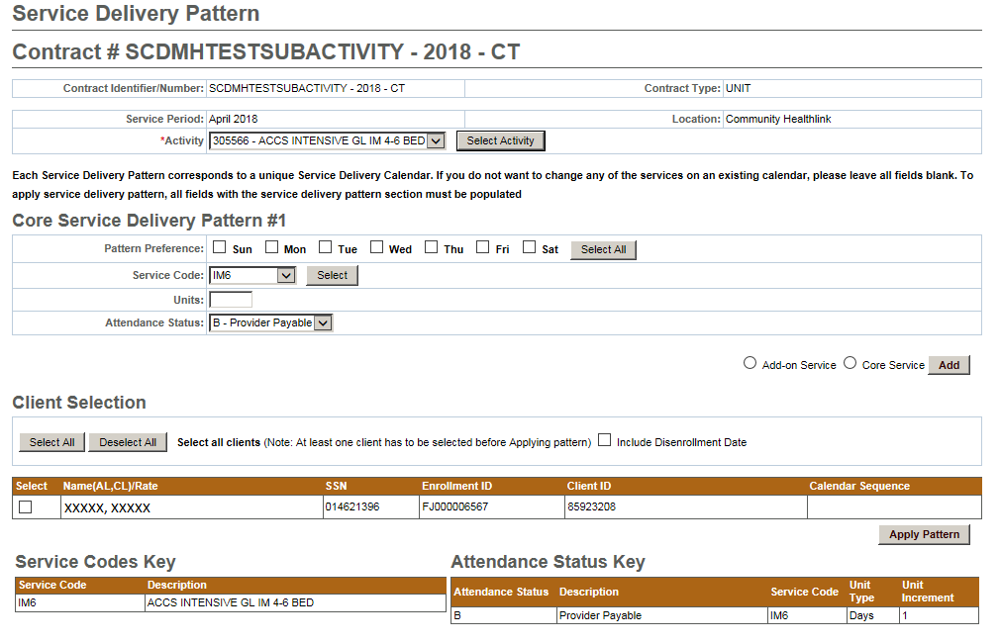 Service Delivery Pattern
Contract # SCDMHTESTSUBACTIVITY - 2018 - CT
Contract Identifier/Number: SCDMHTESTSUBACTIVITY - 2018 - CT Contract Type: UNIT
Service Period: April 2018 Location: Community Healthlink
*Activity 305566 - ACCS INTENSIVE GL IM 4-6 BED Select Activity
Each Service Delivery Pattern corresponds to a unique Service Delivery Calendar. If you do not want to change any of the services on an existing calendar, please leave all fields blank. To
apply service delivery pattern, all fields with the service delivery pattern section must be populated
Core Service Delivery Pattern #1
Pattern Preference: Sun Mon Tue Wed Thu Fri Sat Select All
Service Code: IM6 Select
Units:
Attendance Status: B - Provider Payable
Add-on Service Core Service Add
Client Selection
Select All Deselect All Select all clients (Note: At least one client has to be selected before Applying pattern) Include Disenrollment Date
Select Name(AL,CL)/Rate SSN Enrollment ID Client ID Calendar Sequence
XXXXX, XXXXX 014621396 FJ000006567 85923208
Apply Pattern
Service Codes Key
Service Code Description
IM6 ACCS INTENSIVE GL IM 4-6 BED
Attendance Status Key
Attendance Status Description Service Code Unit Type Unit Increment
B Provider Payable IM6 Days 1